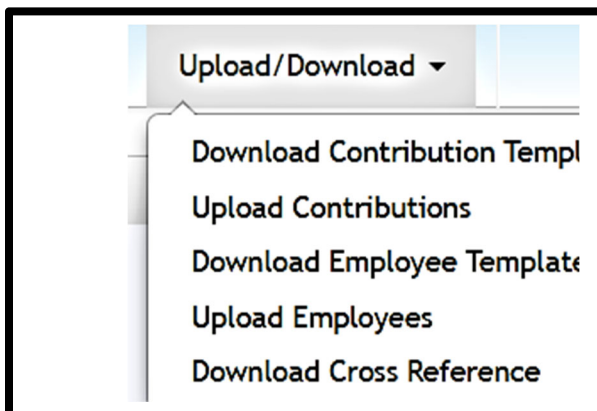 Upload/Download
Download Contribution Templ
Upload Contributions
Download Employee Template
Upload Employees
Download Cross Reference